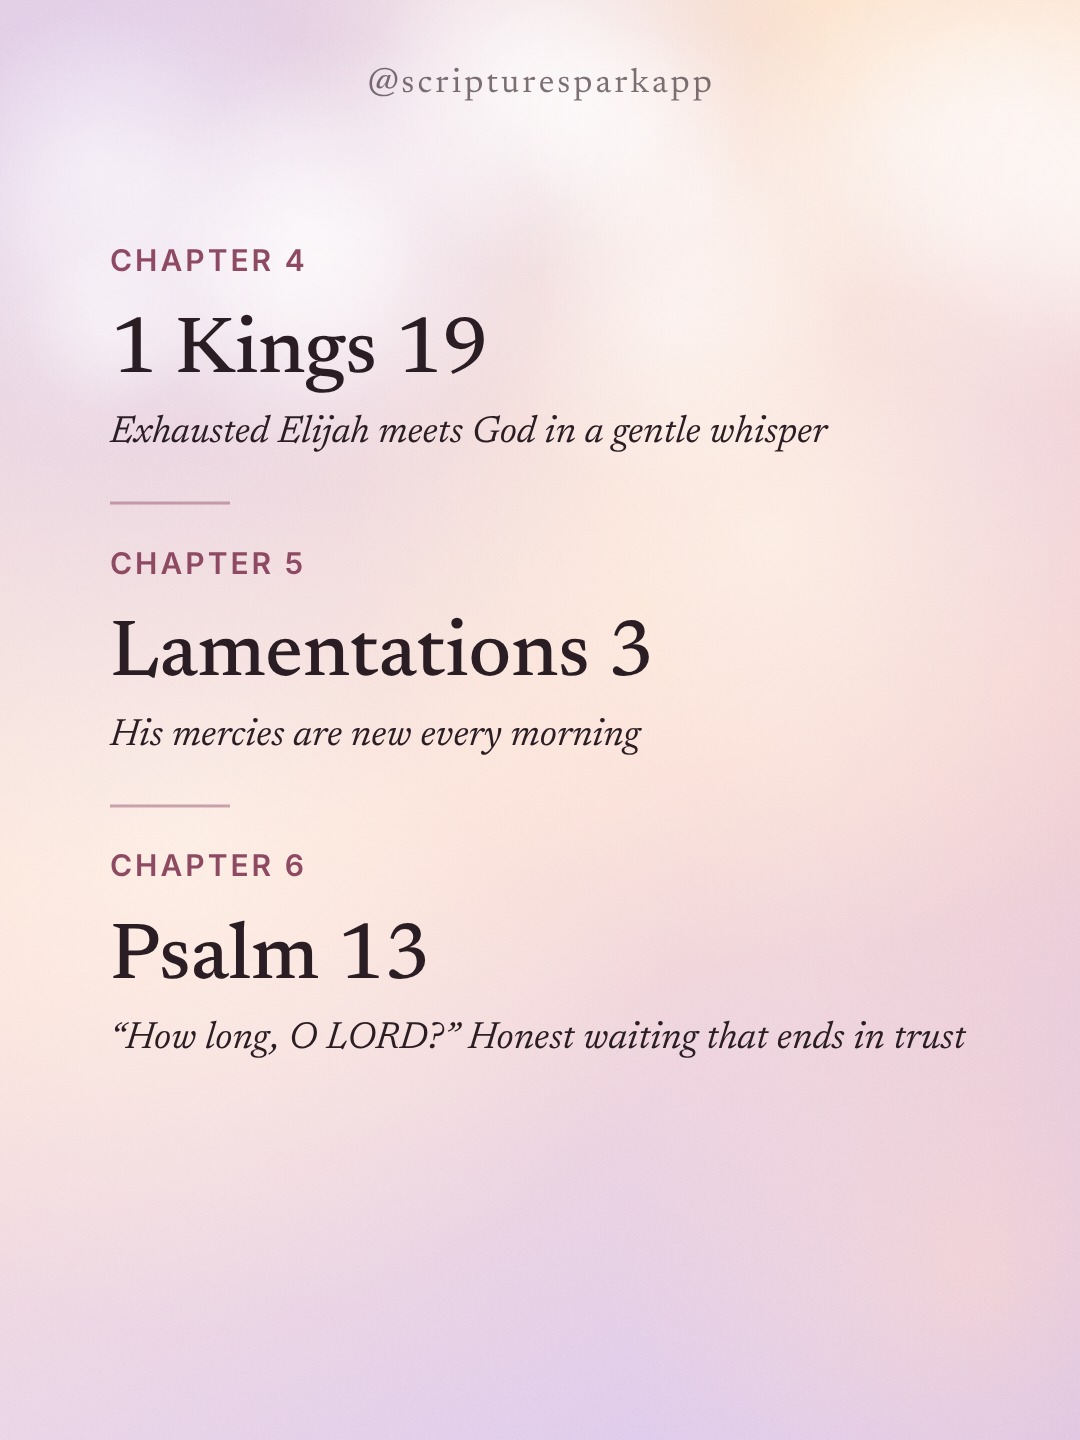 @scripturesparkapp
CHAPTER 4
1 Kings 19
Exhausted Elijah meets God in a gentle whisper
CHAPTER 5
Lamentations 3
His mercies are new every morning
CHAPTER 6
Psalm 13
“How long, O LORD?” Honest waiting that ends in trust